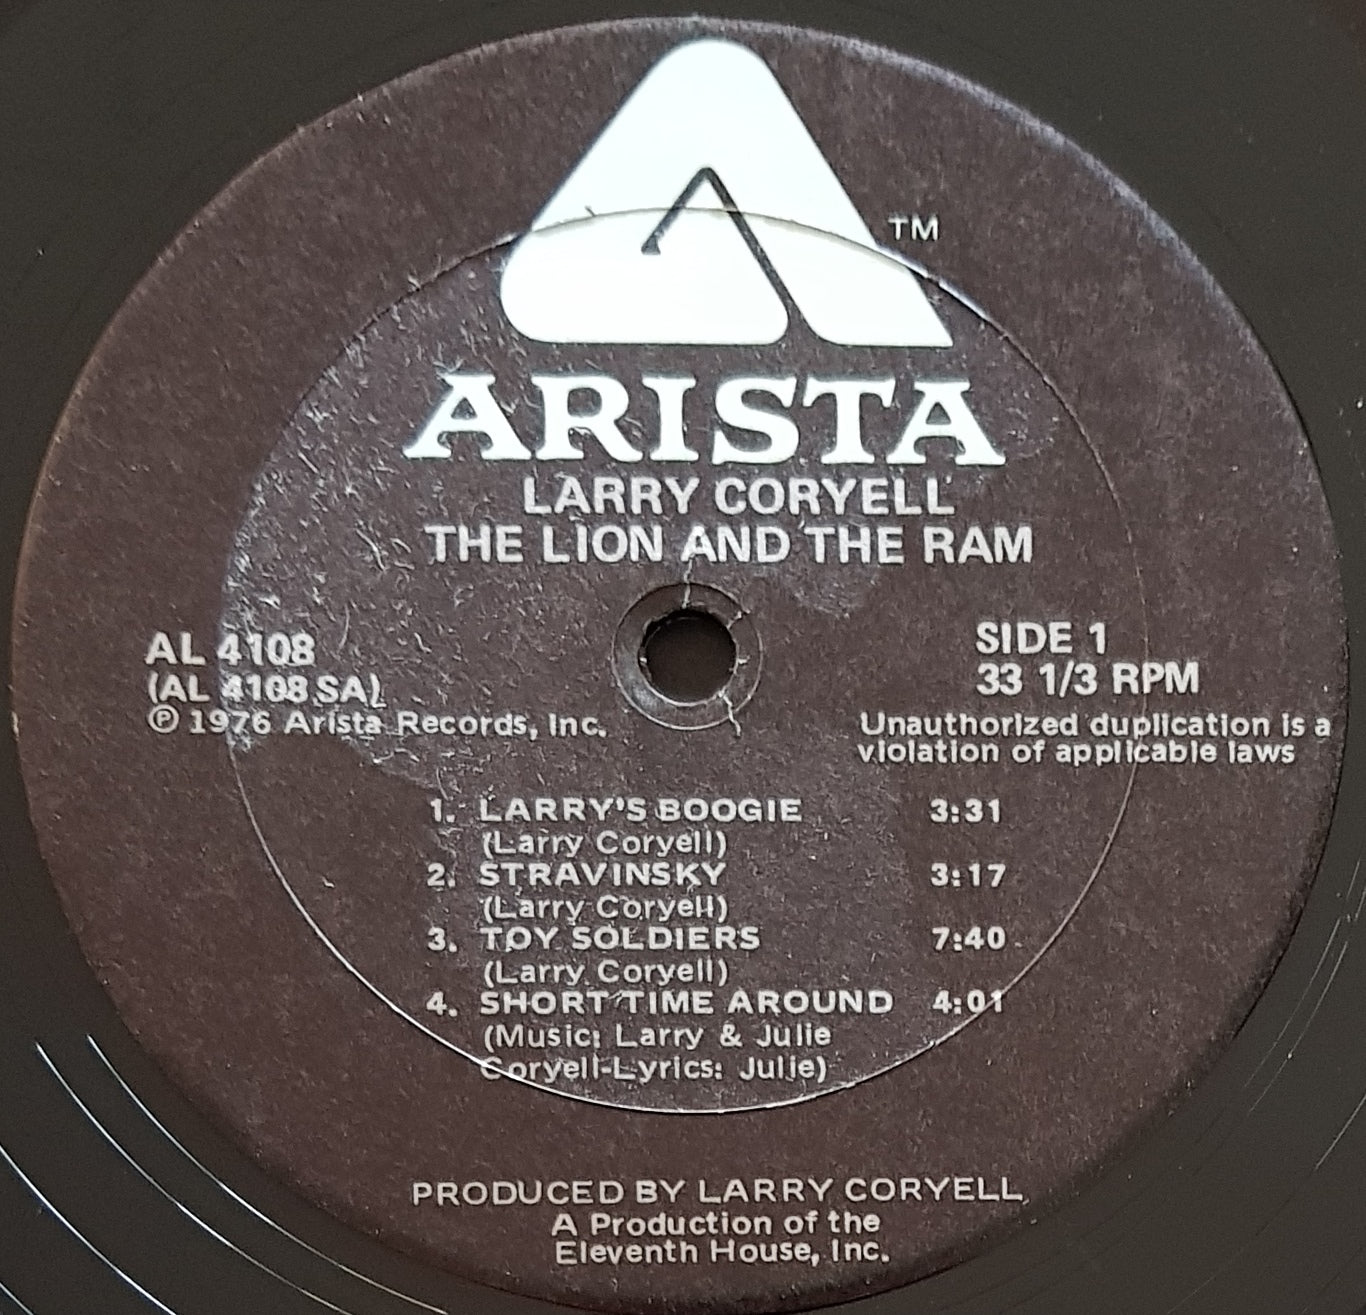 TM
ARISTA
LARRY CORYELL
THE LION AND THE RAM
AL 4108
(AL 4108 SA)
℗ 1976 Arista Records, Inc.
SIDE 1
33 1/3 RPM
Unauthorized duplication is a
violation of applicable laws
1. LARRY'S BOOGIE 3:31
(Larry Coryell)
2. STRAVINSKY 3:17
(Larry Coryell)
3. TOY SOLDIERS 7:40
(Larry Coryell)
4. SHORT TIME AROUND 4:01
(Music: Larry & Julie
Coryell-Lyrics: Julie)
PRODUCED BY LARRY CORYELL
A Production of the
Eleventh House, Inc.